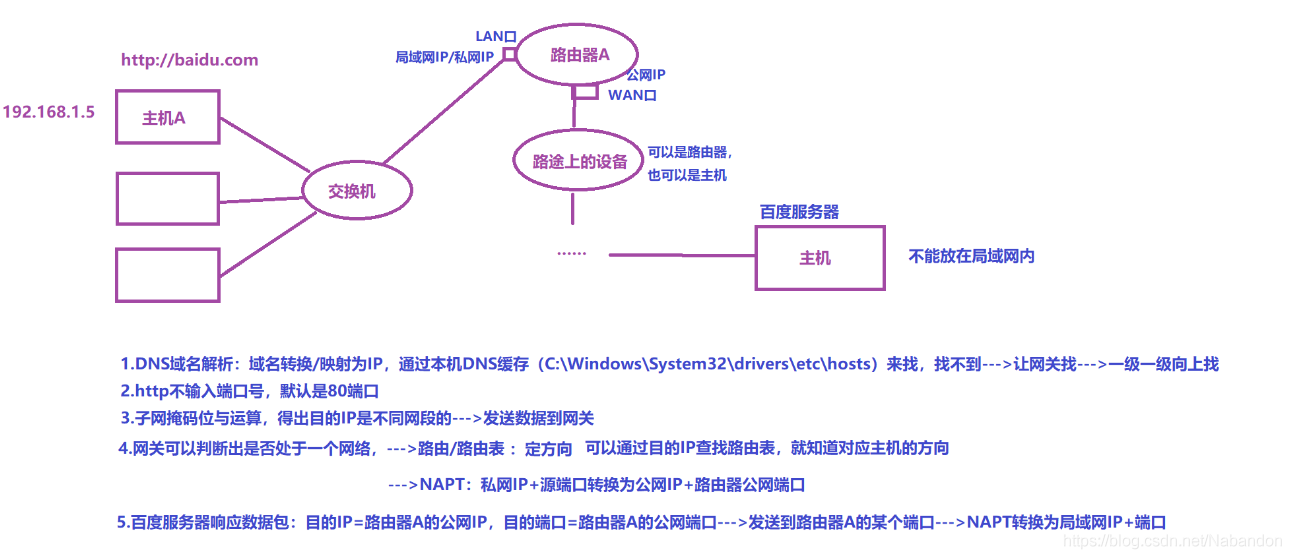 LAN口
http://baidu.com
局域网IP/私网IP
路由器A
公网IP
WAN口
192.168.1.5
主机A
路途上的设备
可以是路由器，
也可以是主机
交换机
百度服务器
......
主机
不能放在局域网内
1.DNS域名解析：域名转换/映射为IP，通过本机DNS缓存（C:\Windows\System32\drivers\etc\hosts）来找，找不到--->让网关找--->一级一级向上找
2.http不输入端口号，默认是80端口
3.子网掩码位与运算，得出目的IP是不同网段的--->发送数据到网关
4.网关可以判断出是否处于一个网络，--->路由/路由表 ：定方向 可以通过目的IP查找路由表，就知道对应主机的方向
--->NAPT：私网IP+源端口转换为公网IP+路由器公网端口
5.百度服务器响应数据包：目的IP=路由器A的公网IP，目的端口=路由器A的公网端口--->发送到路由器A的某个端口--->NAPT转换为局域网IP+端口
https://blog.csdn.net/Nabandon